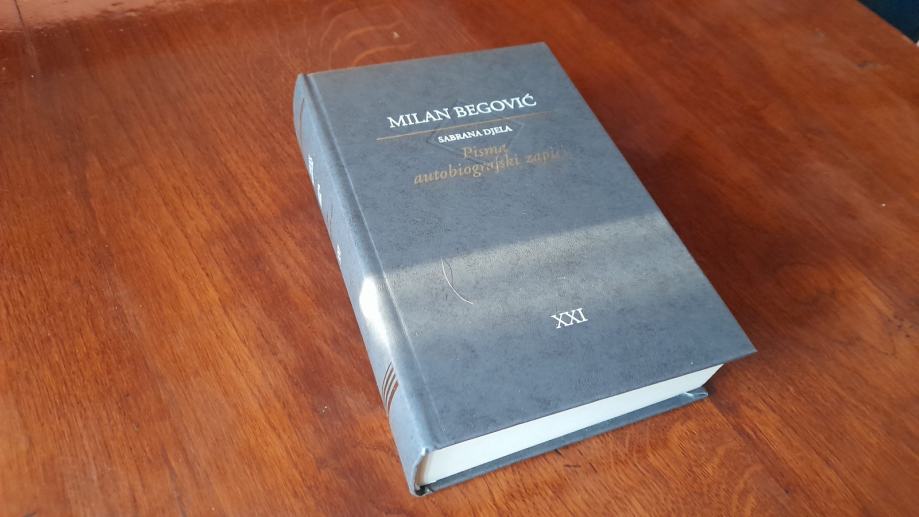 MILAN BEGOVIĆ
SABRANA DJELA
Pisma
autobiografski zapisi
XXI